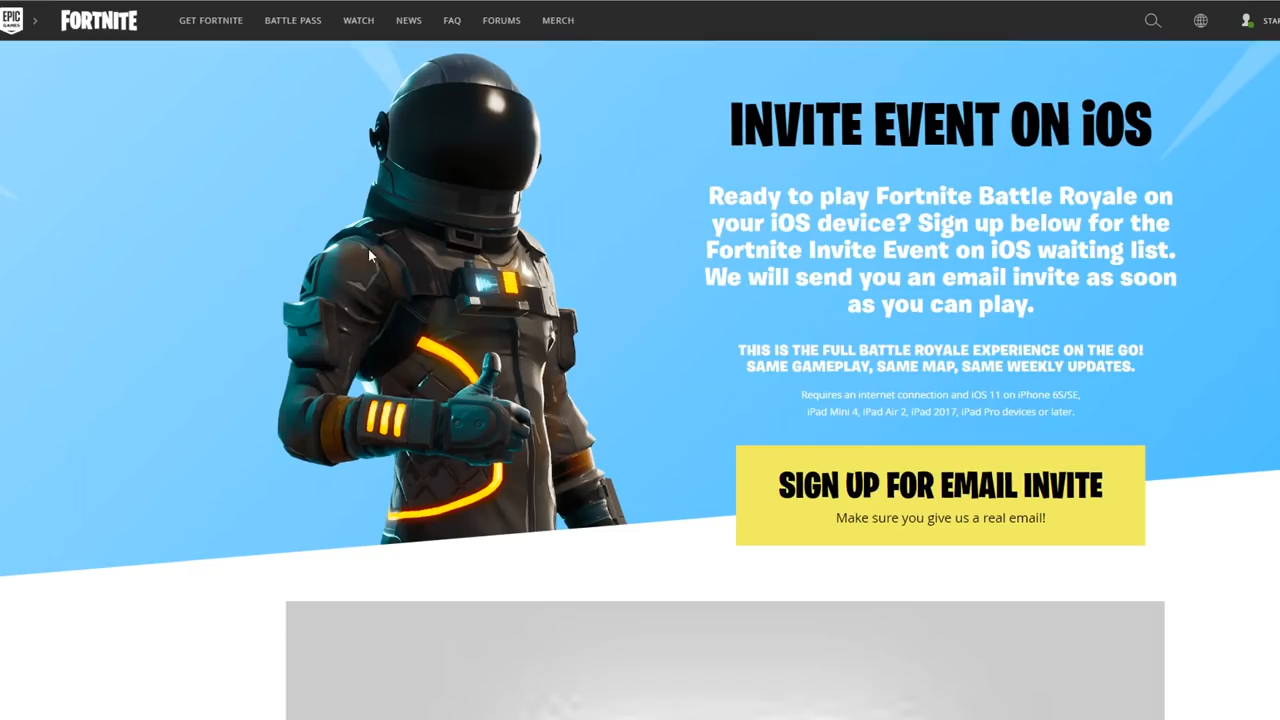 EPIC GAMES
FORTNITE GET FORTNITE BATTLE PASS WATCH NEWS FAQ FORUMS MERCH
INVITE EVENT ON iOS
Ready to play Fortnite Battle Royale on
your iOS device? Sign up below for the
Fortnite Invite Event on iOS waiting list.
We will send you an email invite as soon
as you can play.
THIS IS THE FULL BATTLE ROYALE EXPERIENCE ON THE GO!
SAME GAMEPLAY, SAME MAP, SAME WEEKLY UPDATES.
Requires an internet connection and iOS 11 on iPhone 6S/SE,
iPad Mini 4, iPad Air 2, iPad 2017, iPad Pro devices or later.
SIGN UP FOR EMAIL INVITE
Make sure you give us a real email!